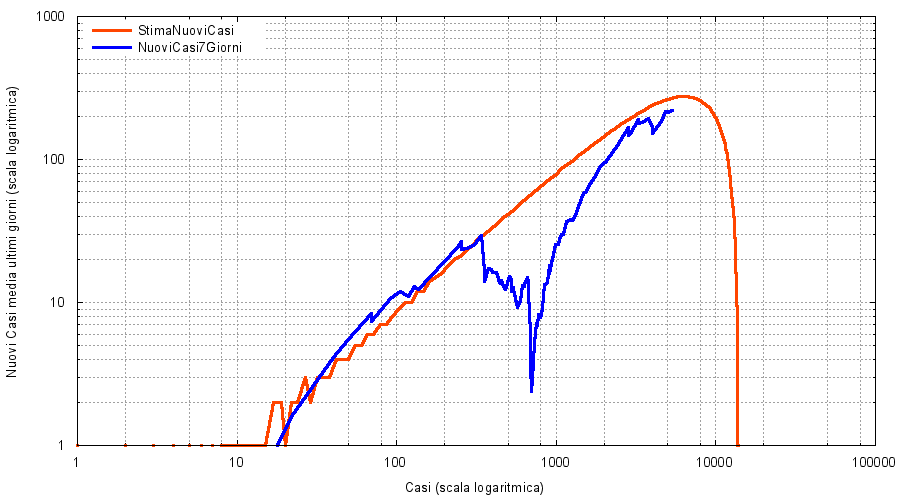 1000
StimaNuoviCasi
NuoviCasi7Giorni
100
10
1
Nuovi Casi media ultimi giorni (scala logaritmica)
1 10 100 1000 10000 100000
Casi (scala logaritmica)